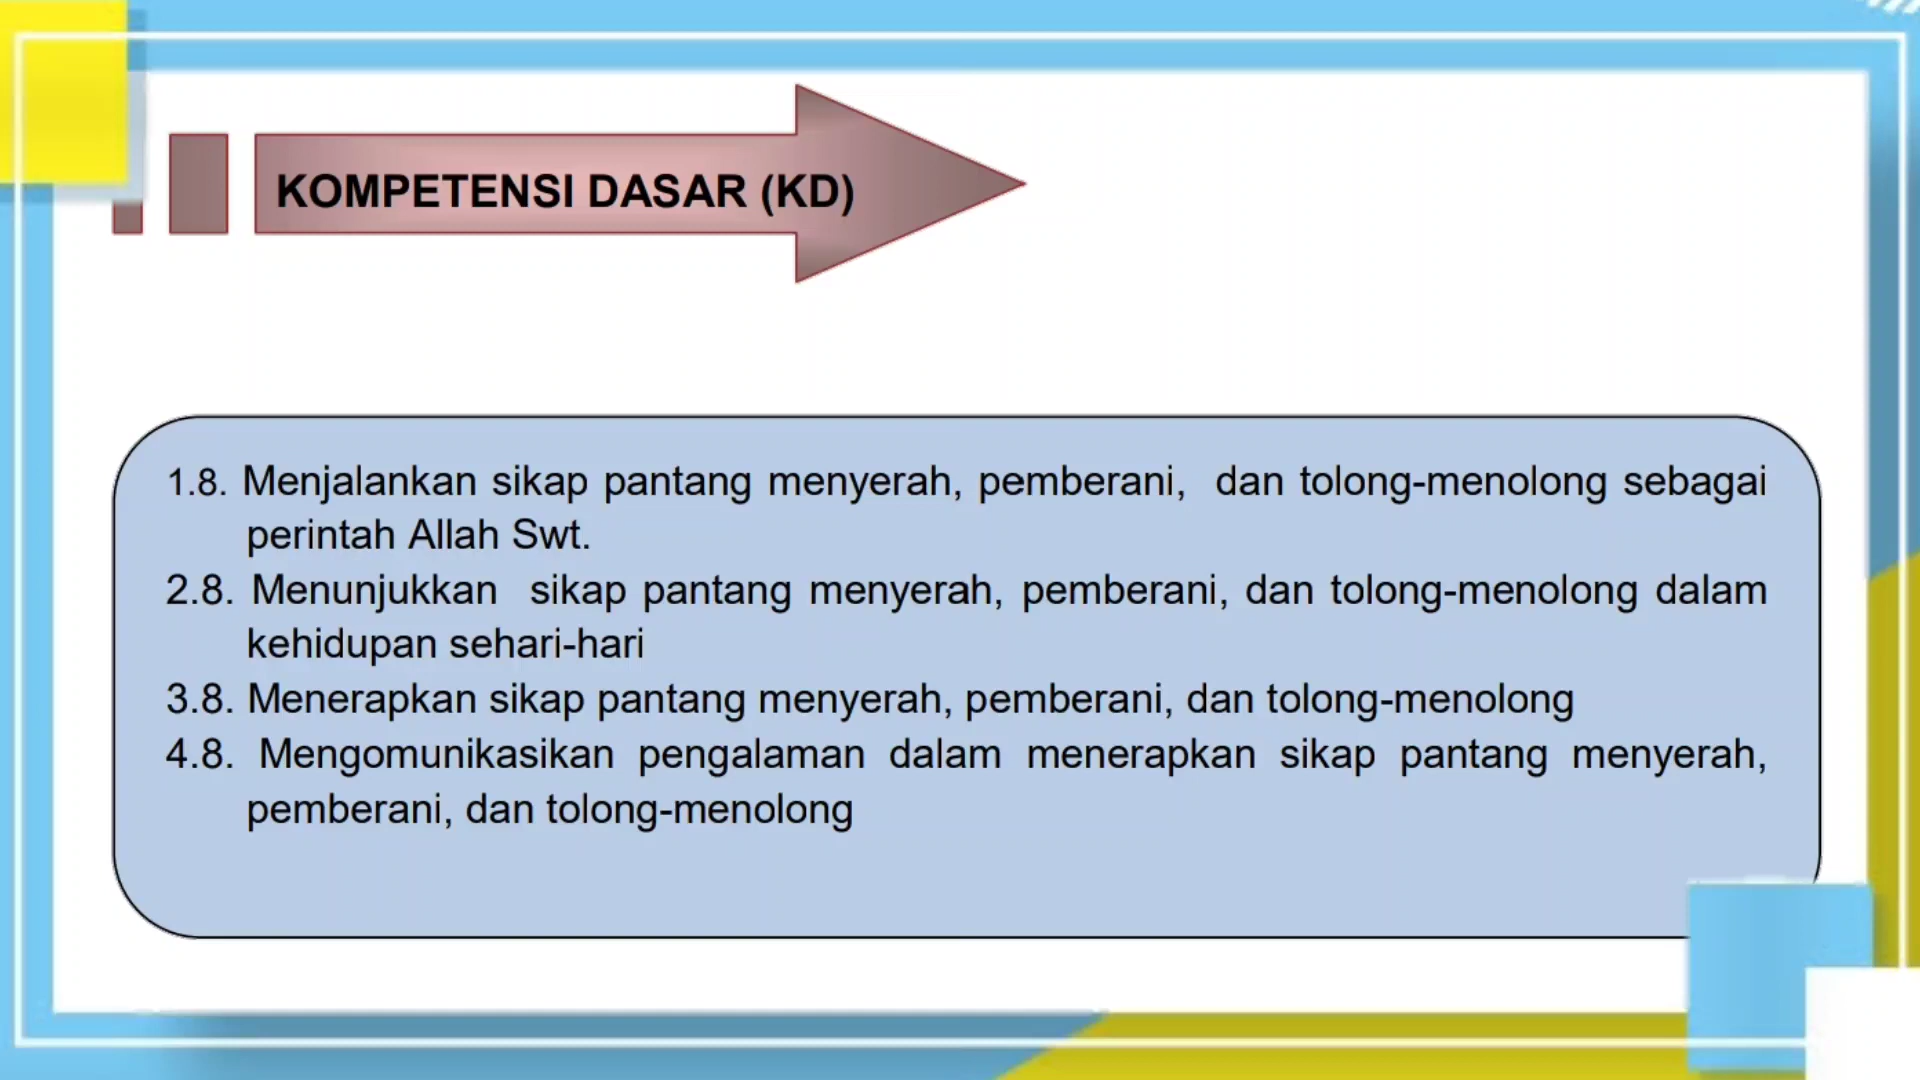 KOMPETENSI DASAR (KD)
1.8. Menjalankan sikap pantang menyerah, pemberani, dan tolong-menolong sebagai
perintah Allah Swt.
2.8. Menunjukkan sikap pantang menyerah, pemberani, dan tolong-menolong dalam
kehidupan sehari-hari
3.8. Menerapkan sikap pantang menyerah, pemberani, dan tolong-menolong
4.8. Mengomunikasikan pengalaman dalam menerapkan sikap pantang menyerah,
pemberani, dan tolong-menolong